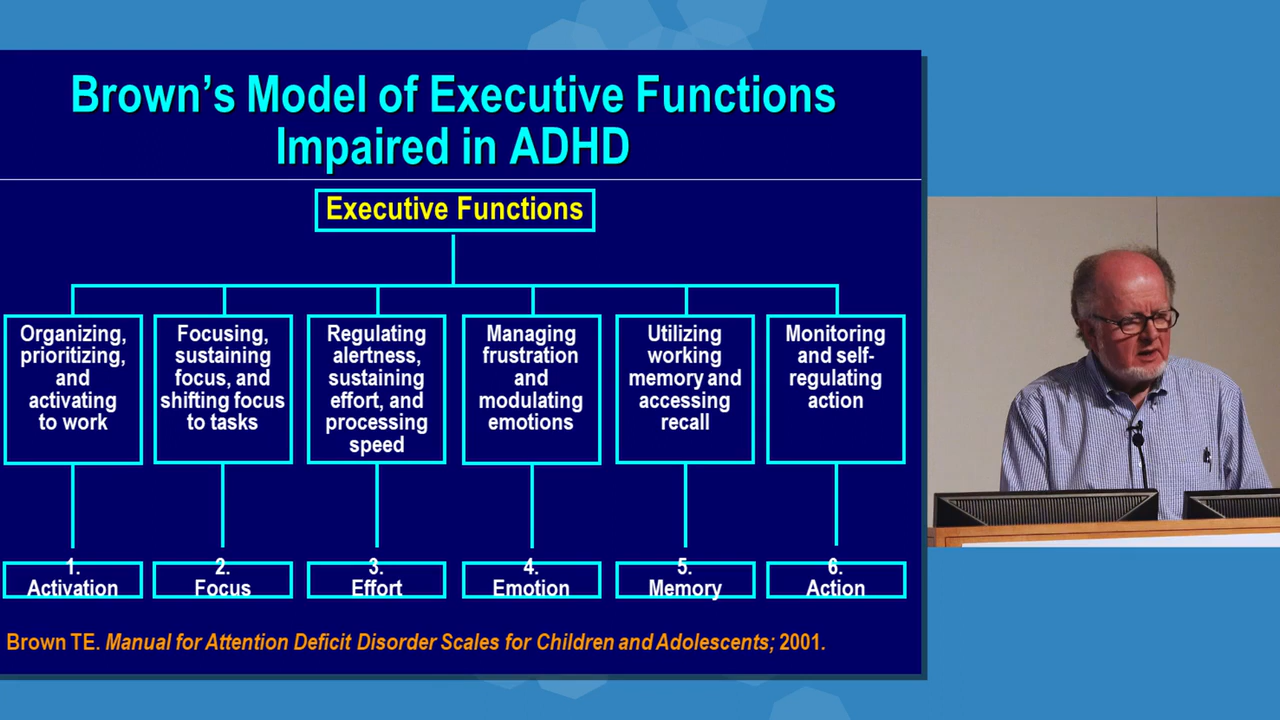 Brown's Model of Executive Functions
Impaired in ADHD
Executive Functions
Organizing,
prioritizing,
and
activating
to work
Focusing,
sustaining
focus, and
shifting focus
to tasks
Regulating
alertness,
sustaining
effort, and
processing
speed
Managing
frustration
and
modulating
emotions
Utilizing
working
memory and
accessing
recall
Monitoring
and self-
regulating
action
1.
Activation
2.
Focus
3.
Effort
4.
Emotion
5.
Memory
6.
Action
Brown TE. Manual for Attention Deficit Disorder Scales for Children and Adolescents; 2001.